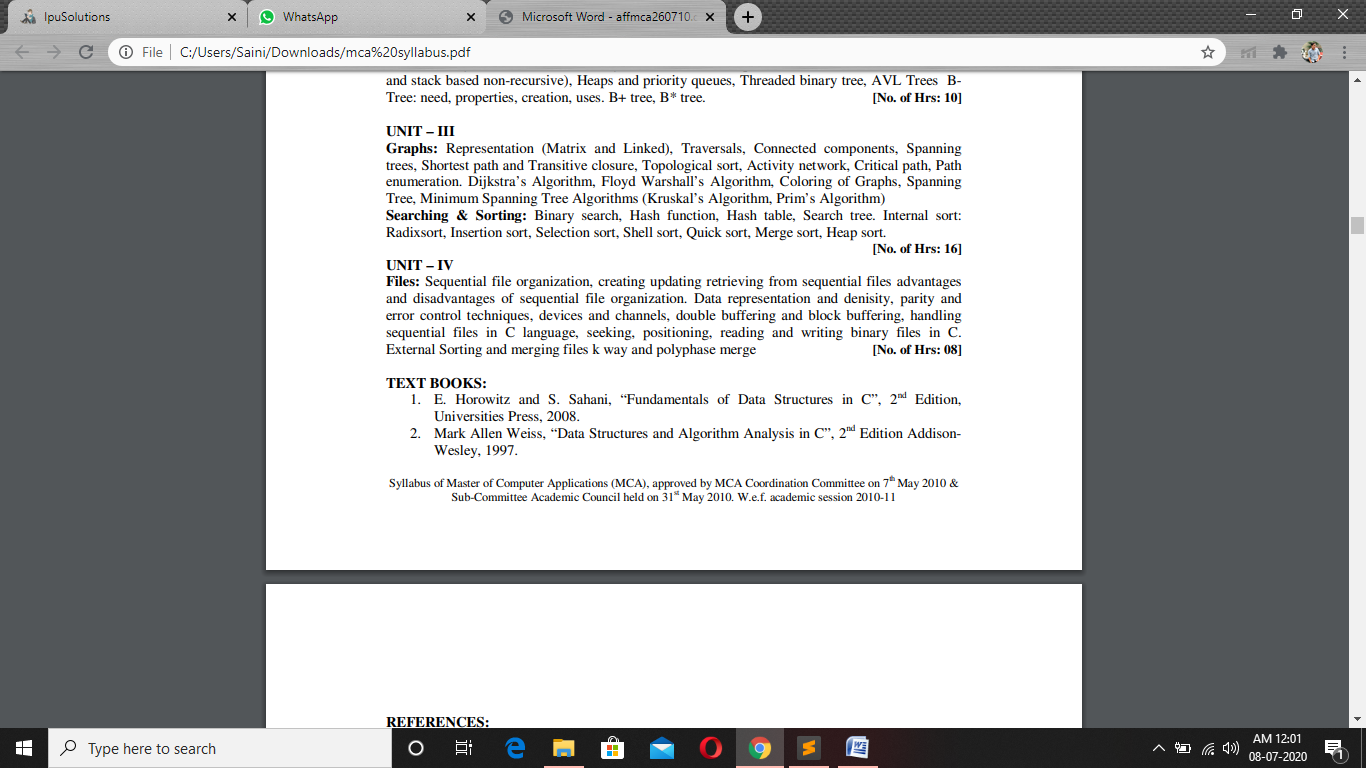 IpuSolutions
WhatsApp
Microsoft Word - affmca260710.
File
C:/Users/Saini/Downloads/mca%20syllabus.pdf
and stack based non-recursive), Heaps and priority queues, Threaded binary tree, AVL Trees B-
Tree: need, properties, creation, uses. B+ tree, B* tree. [No. of Hrs: 10]
UNIT – III
Graphs: Representation (Matrix and Linked), Traversals, Connected components, Spanning
trees, Shortest path and Transitive closure, Topological sort, Activity network, Critical path, Path
enumeration. Dijkstra’s Algorithm, Floyd Warshall’s Algorithm, Coloring of Graphs, Spanning
Tree, Minimum Spanning Tree Algorithms (Kruskal’s Algorithm, Prim’s Algorithm)
Searching & Sorting: Binary search, Hash function, Hash table, Search tree. Internal sort:
Radixsort, Insertion sort, Selection sort, Shell sort, Quick sort, Merge sort, Heap sort.
[No. of Hrs: 16]
UNIT – IV
Files: Sequential file organization, creating updating retrieving from sequential files advantages
and disadvantages of sequential file organization. Data representation and denisity, parity and
error control techniques, devices and channels, double buffering and block buffering, handling
sequential files in C language, seeking, positioning, reading and writing binary files in C.
External Sorting and merging files k way and polyphase merge [No. of Hrs: 08]
TEXT BOOKS:
1. E. Horowitz and S. Sahani, “Fundamentals of Data Structures in C”, 2nd Edition,
Universities Press, 2008.
2. Mark Allen Weiss, “Data Structures and Algorithm Analysis in C”, 2nd Edition Addison-
Wesley, 1997.
Syllabus of Master of Computer Applications (MCA), approved by MCA Coordination Committee on 7th May 2010 &
Sub-Committee Academic Council held on 31st May 2010. W.e.f. academic session 2010-11
REFERENCES:
Type here to search
AM 12:01
08-07-2020
1